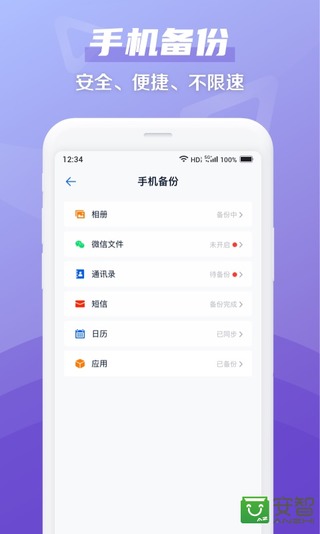 手机备份
安全、便捷、不限速
12:34
HD 5G 100%
手机备份
相册 备份中 >
微信文件 未开启 >
通讯录 待备份 >
短信 备份完成 >
日历 已同步 >
应用 已备份 >
安智